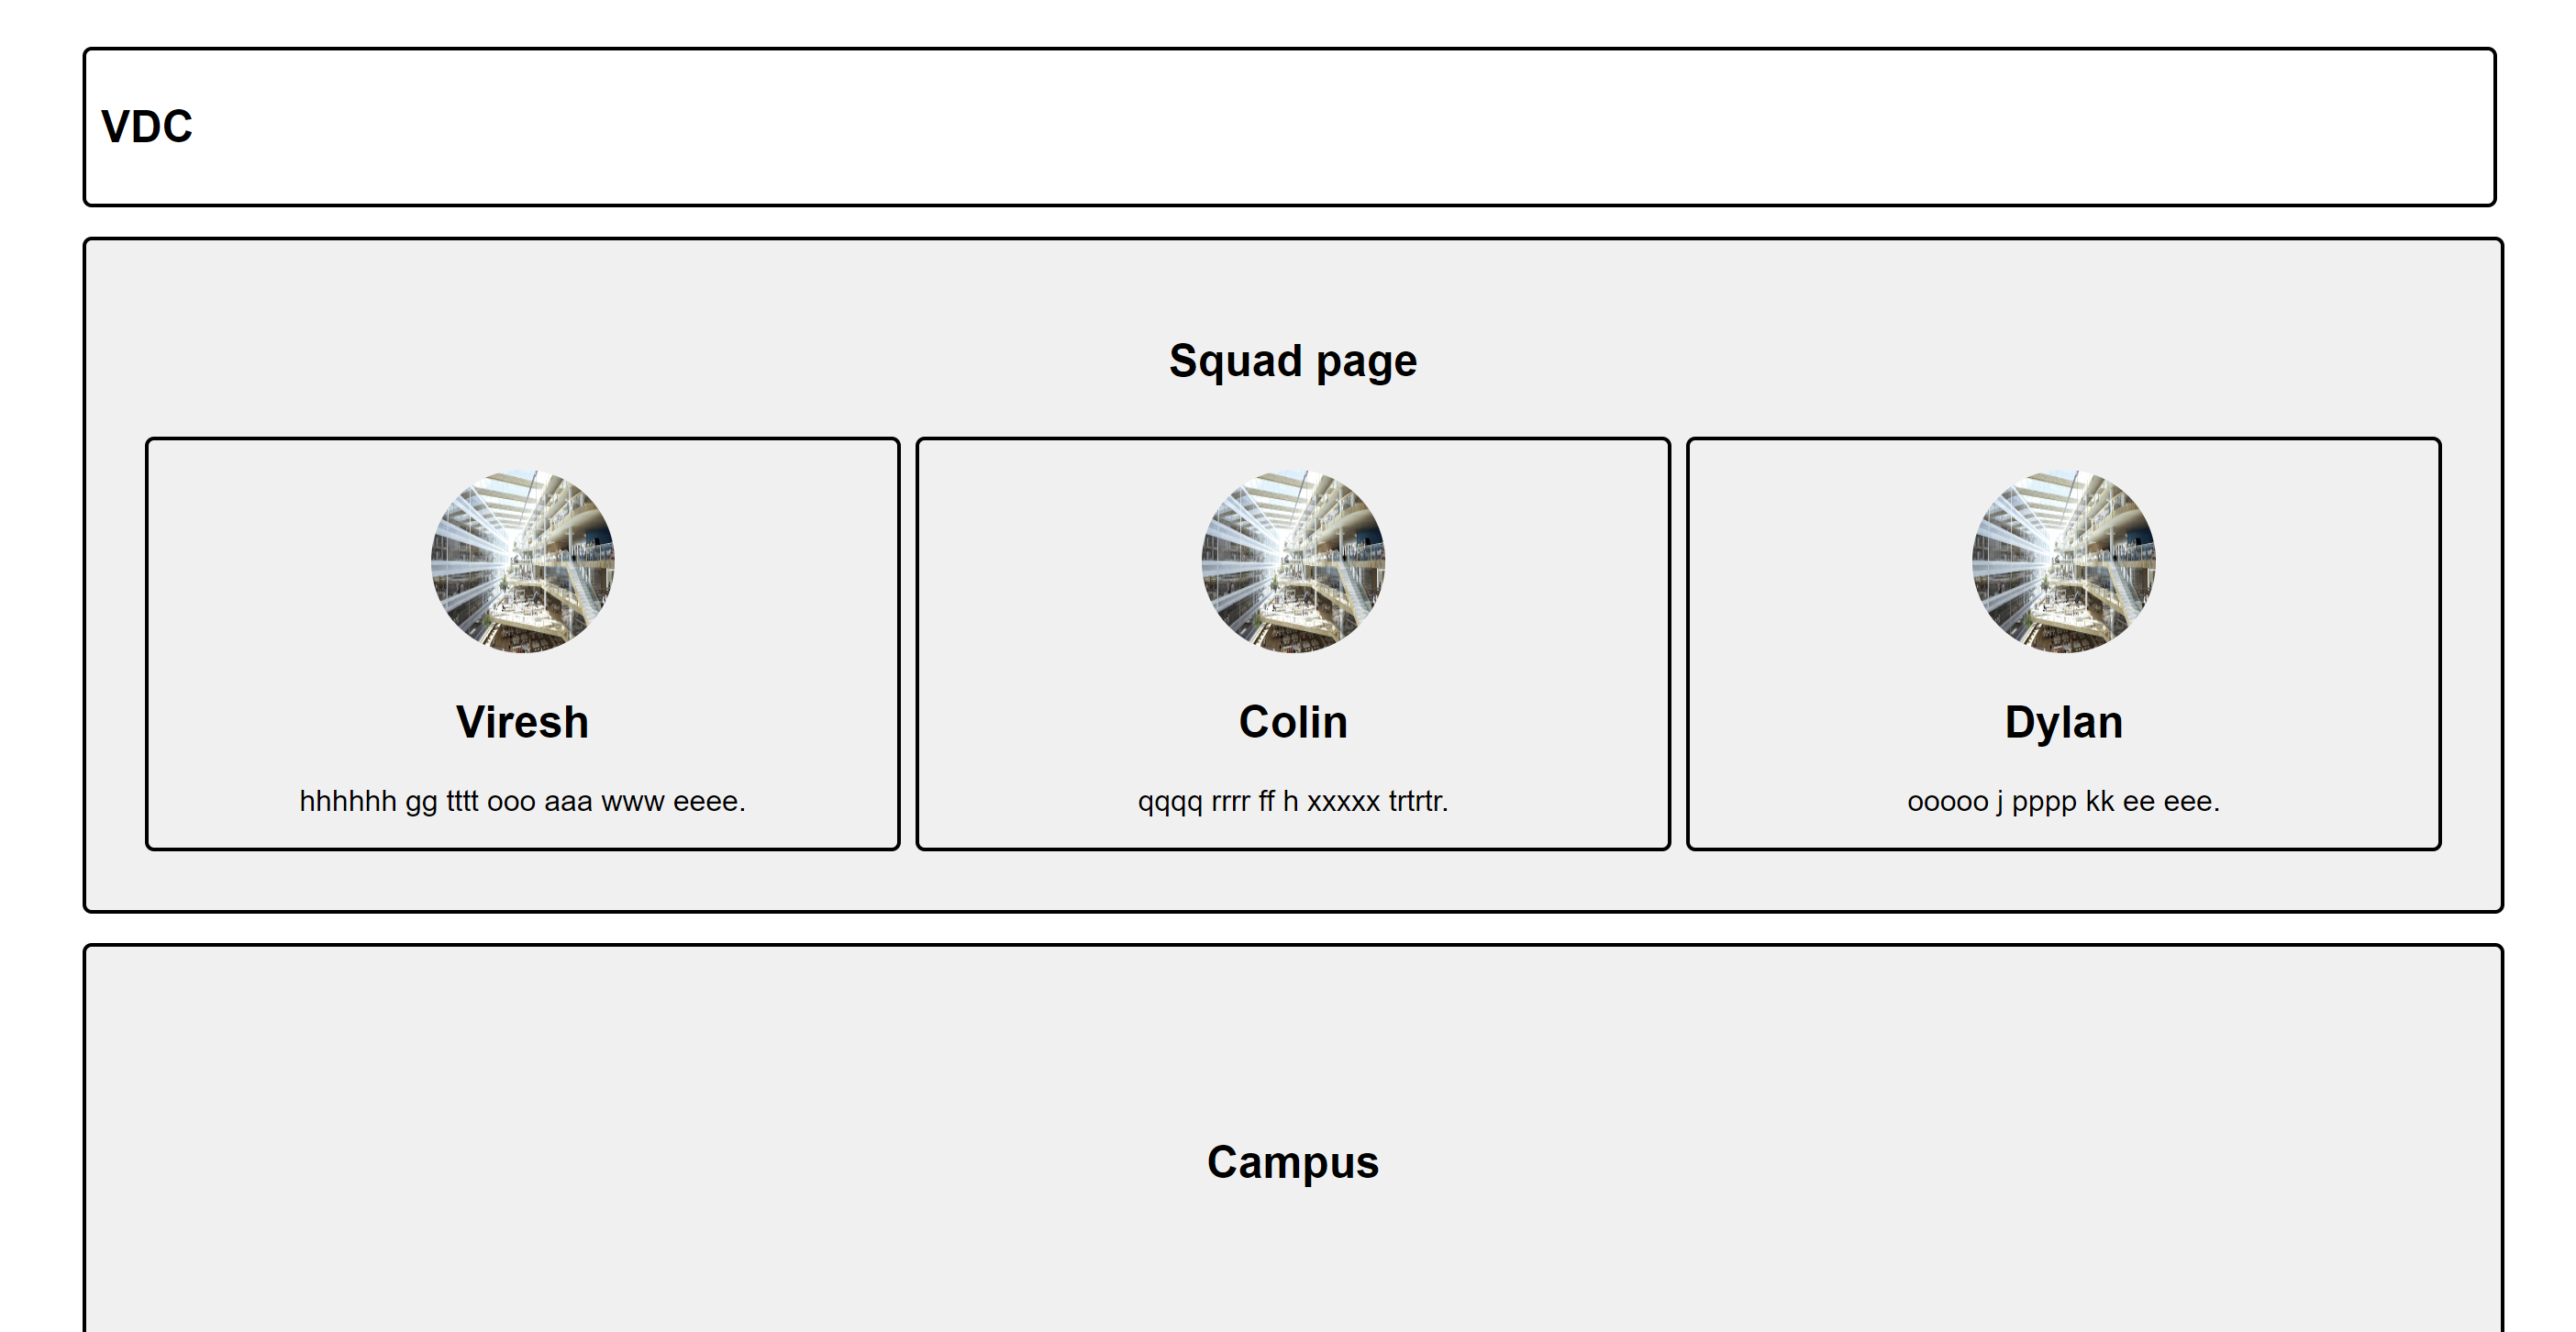 VDC
Squad page
Viresh
hhhhhh gg tttt ooo aaa www eeee.
Colin
qqqq rrrr ff h xxxxx trtrtr.
Dylan
ooooo j pppp kk ee eee.
Campus